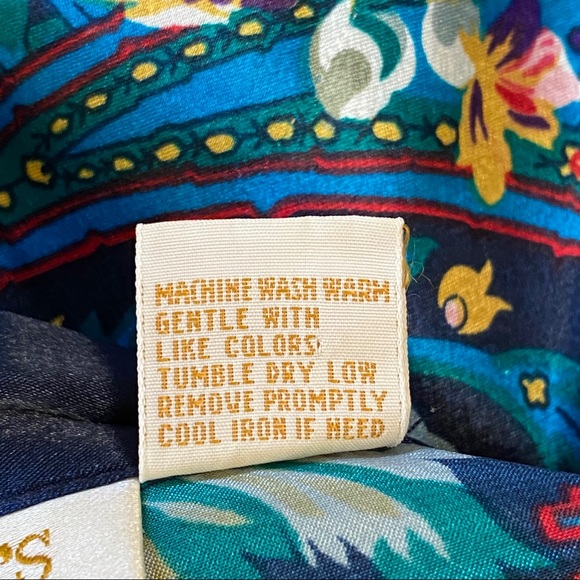 MACHINE WASH WARM
GENTLE WITH
LIKE COLORS
TUMBLE DRY LOW
REMOVE PROMPTLY
COOL IRON IF NEED